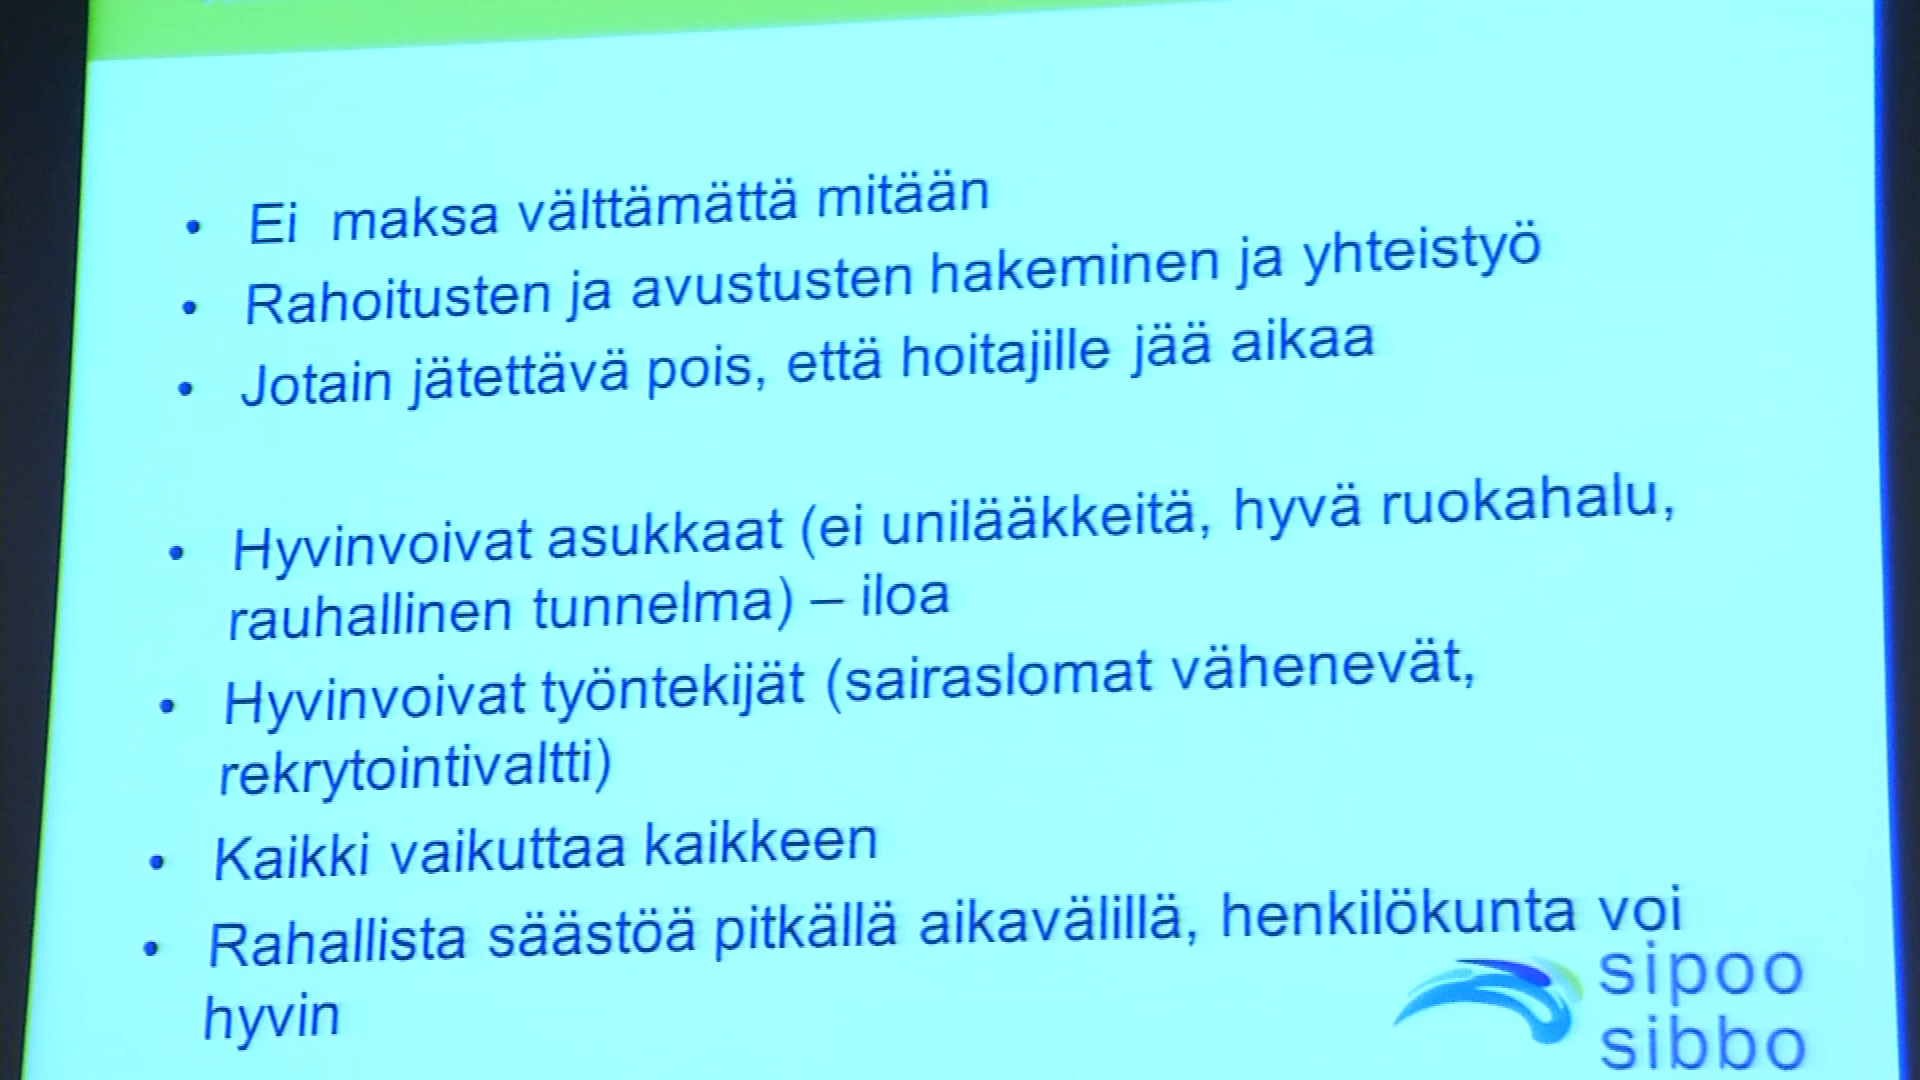 • Ei maksa välttämättä mitään
• Rahoitusten ja avustusten hakeminen ja yhteistyö
• Jotain jätettävä pois, että hoitajille jää aikaa
• Hyvinvoivat asukkaat (ei unilääkkeitä, hyvä ruokahalu,
rauhallinen tunnelma) – iloa
• Hyvinvoivat työntekijät (sairaslomat vähenevät,
rekrytointivaltti)
• Kaikki vaikuttaa kaikkeen
• Rahallista säästöä pitkällä aikavälillä, henkilökunta voi
hyvin
sipoo
sibbo